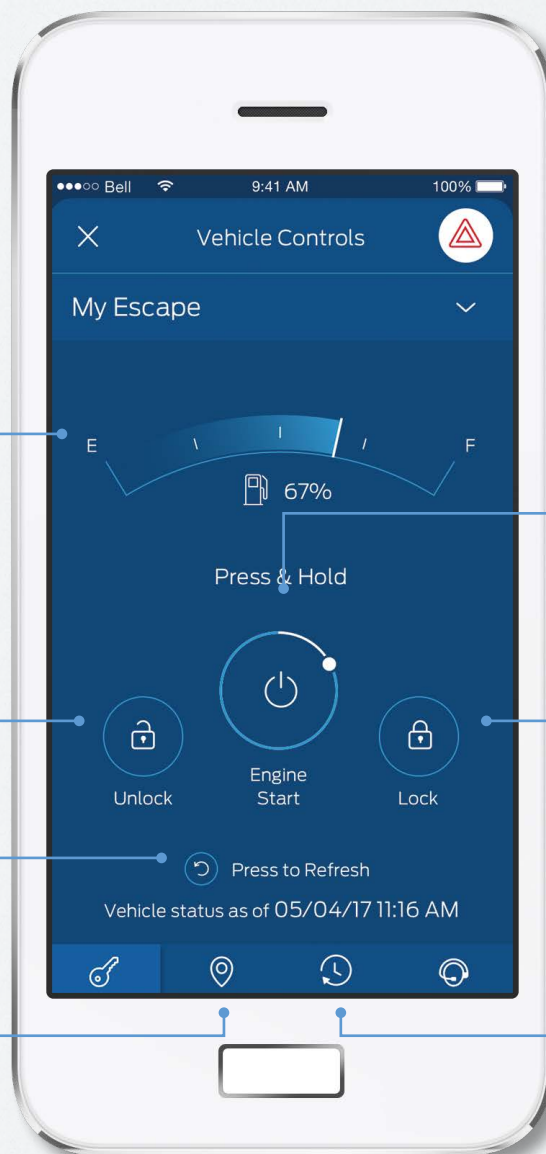 Bell 9:41 AM 100%
Vehicle Controls
My Escape
E F
67%
Press & Hold
Engine
Start
Unlock Lock
Press to Refresh
Vehicle status as of 05/04/17 11:16 AM